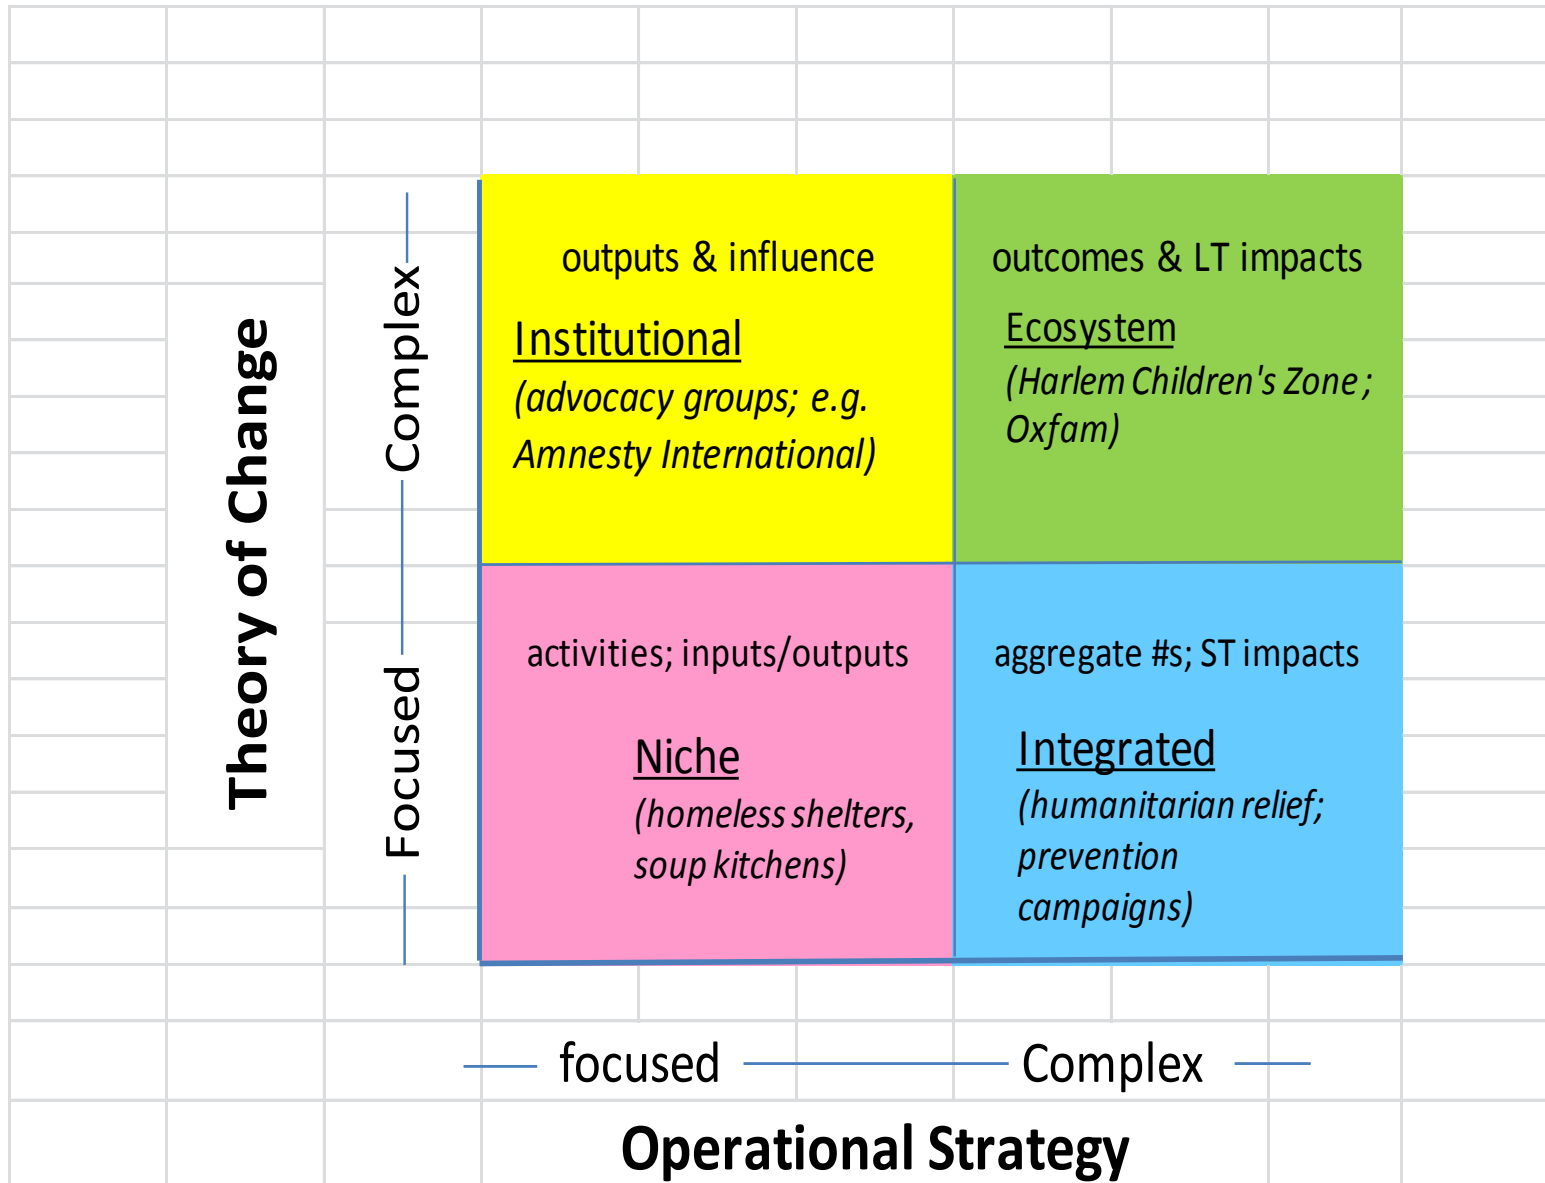 Theory of Change
Complex
Focused
outputs & influence
Institutional
(advocacy groups; e.g.
Amnesty International)
outcomes & LT impacts
Ecosystem
(Harlem Children's Zone ;
Oxfam)
activities; inputs/outputs
Niche
(homeless shelters,
soup kitchens)
aggregate #s; ST impacts
Integrated
(humanitarian relief;
prevention
campaigns)
focused
Complex
Operational Strategy